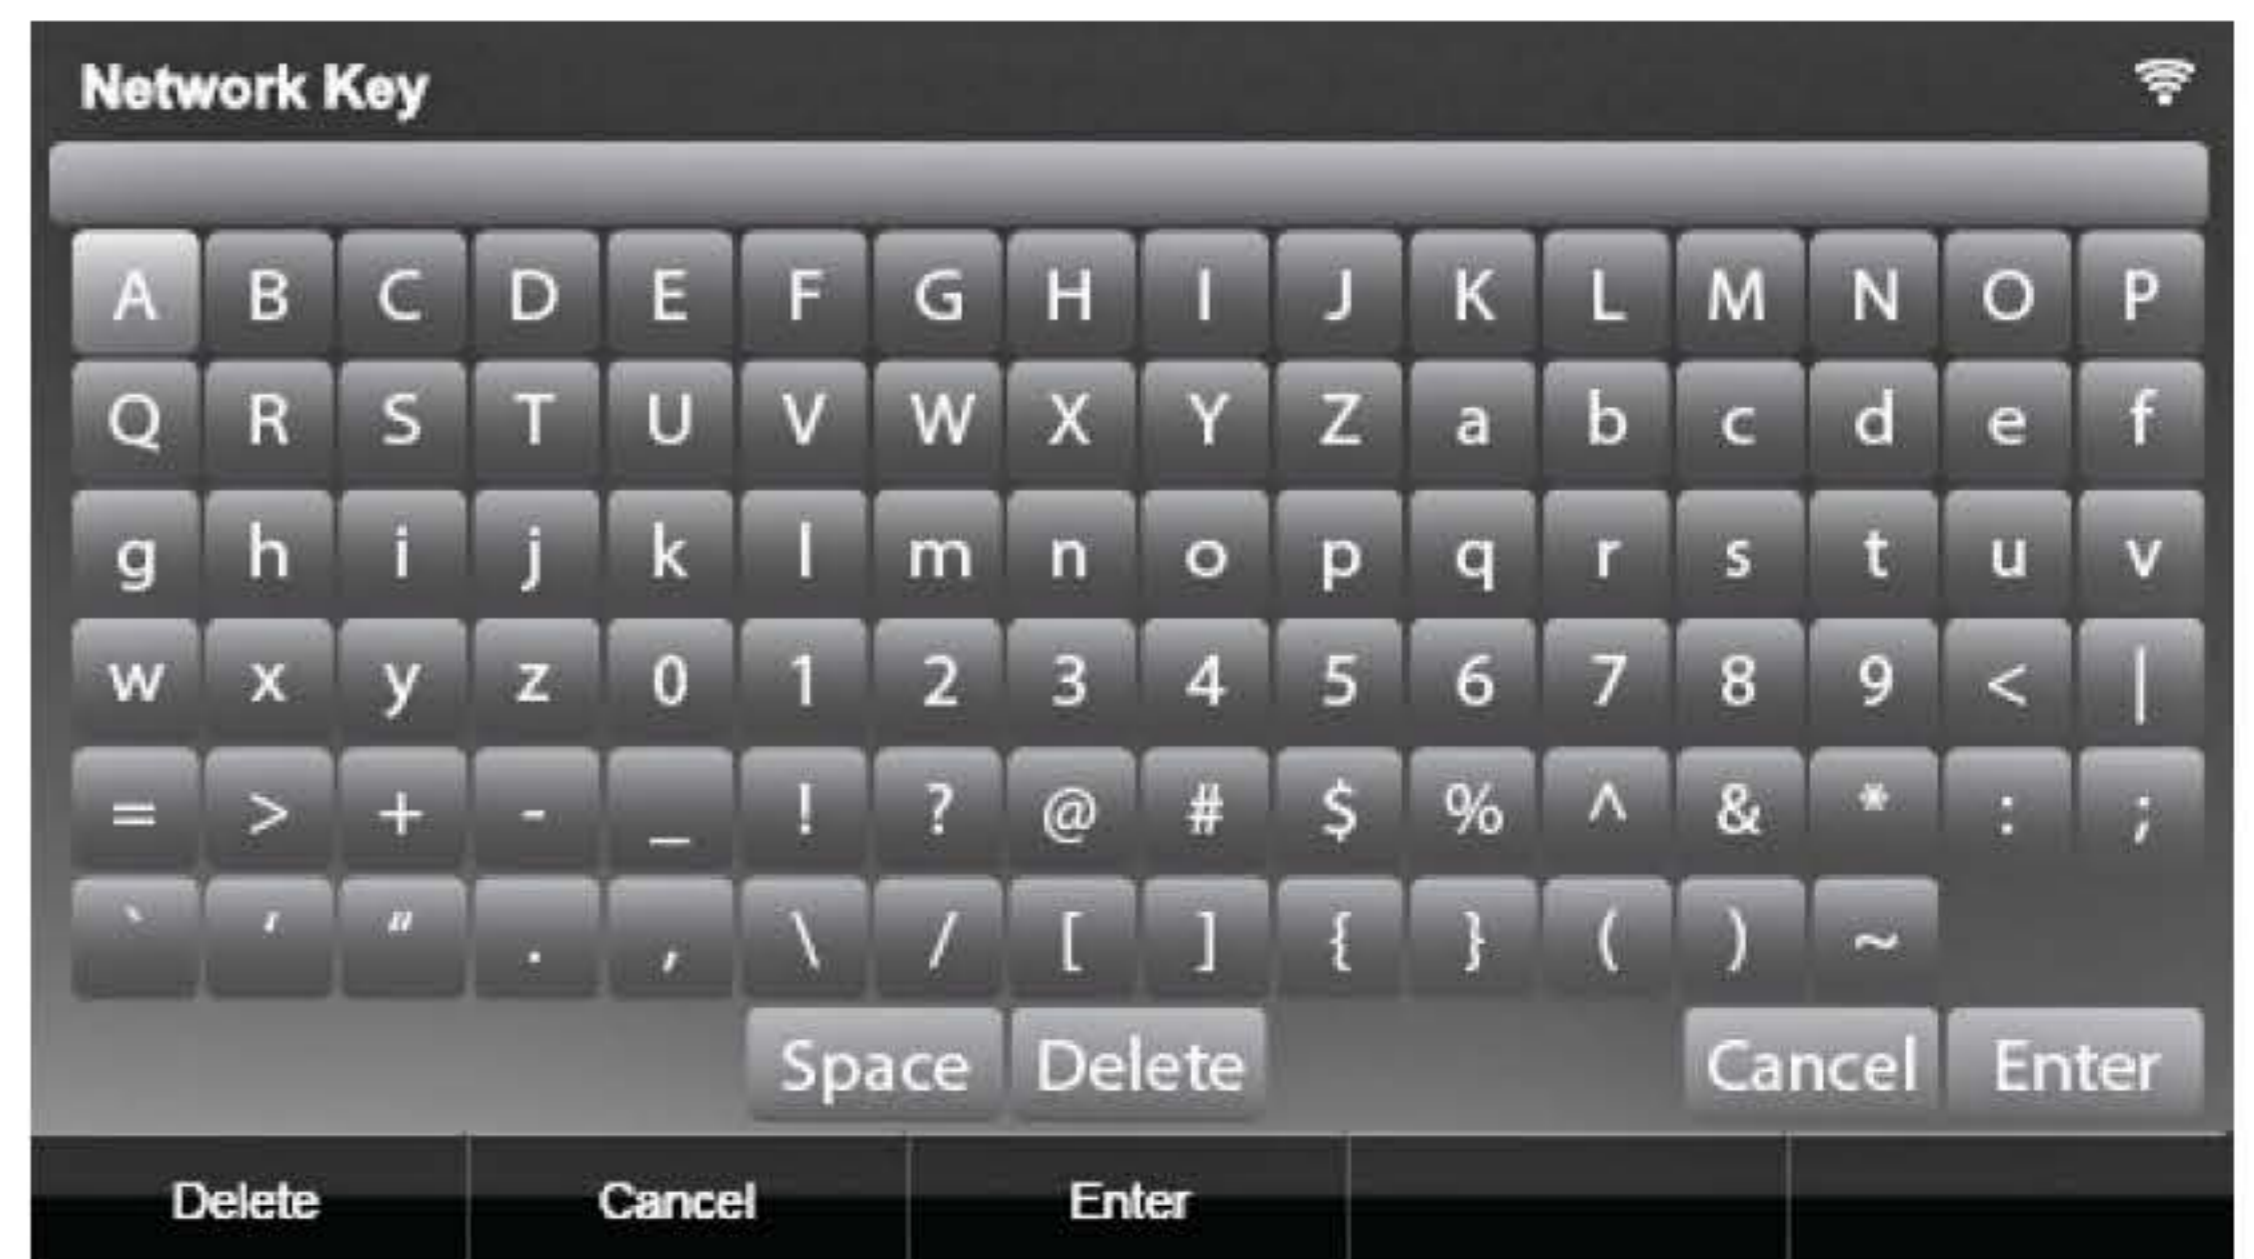 Network Key
A B C D E F G H I J K L M N O P
Q R S T U V W X Y Z a b c d e f
g h i j k l m n o p q r s t u v
w x y z 0 1 2 3 4 5 6 7 8 9 < |
= > + - _ ! ? @ # $ % ^ & * : ;
` ' " . , \ / [ ] { } ( ) ~
Space Delete Cancel Enter
Delete Cancel Enter